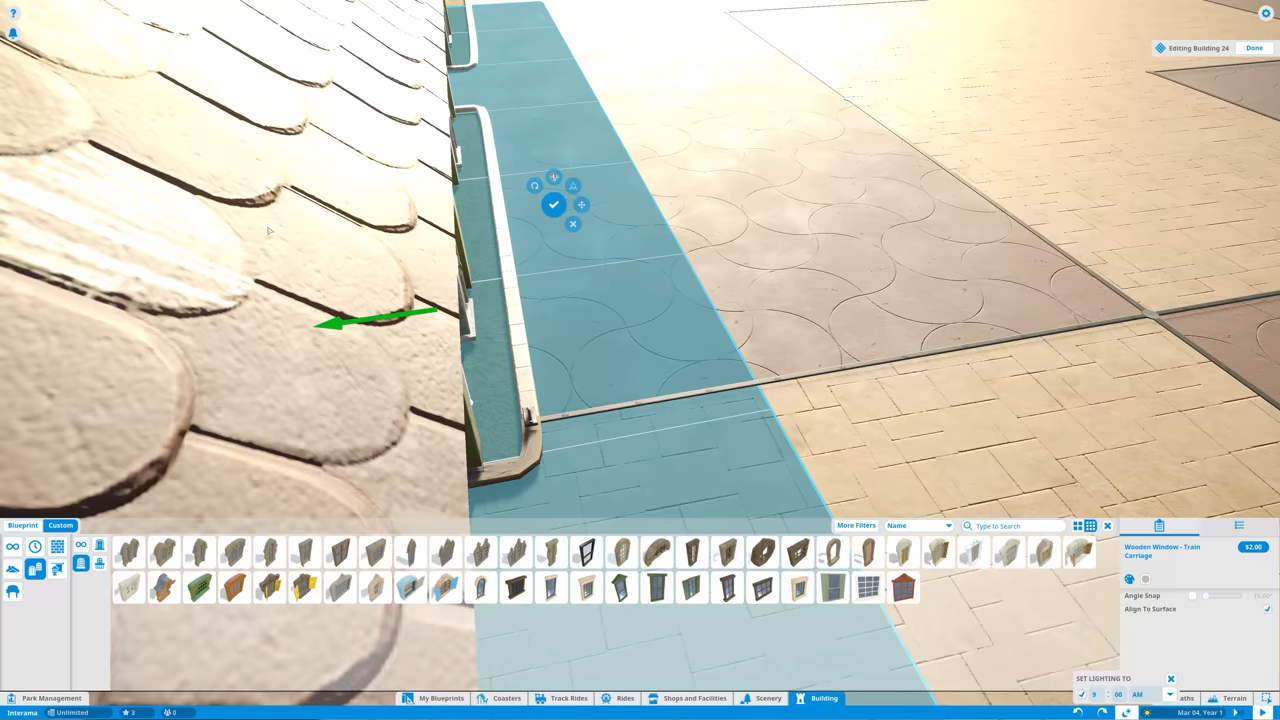 ?
Editing Building 24
Done
Blueprint
Custom
More Filters
Name
Type to Search
Wooden Window - Train Carriage
$2.00
Angle Snap
15.00°
Align To Surface
SET LIGHTING TO
9 : 00 AM
Park Management
My Blueprints
Coasters
Track Rides
Rides
Shops and Facilities
Scenery
Building
aths
Terrain
Interama
Unlimited
3
0
Mar 04, Year 1